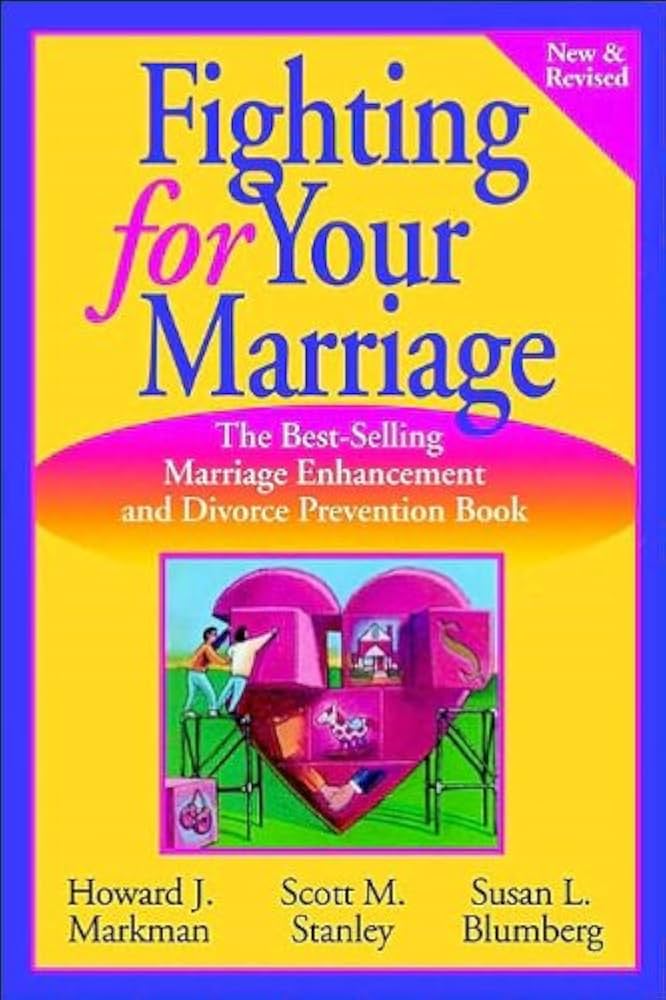 New &
Revised
Fighting
for Your
Marriage
The Best-Selling
Marriage Enhancement
and Divorce Prevention Book
Howard J.
Markman
Scott M.
Stanley
Susan L.
Blumberg